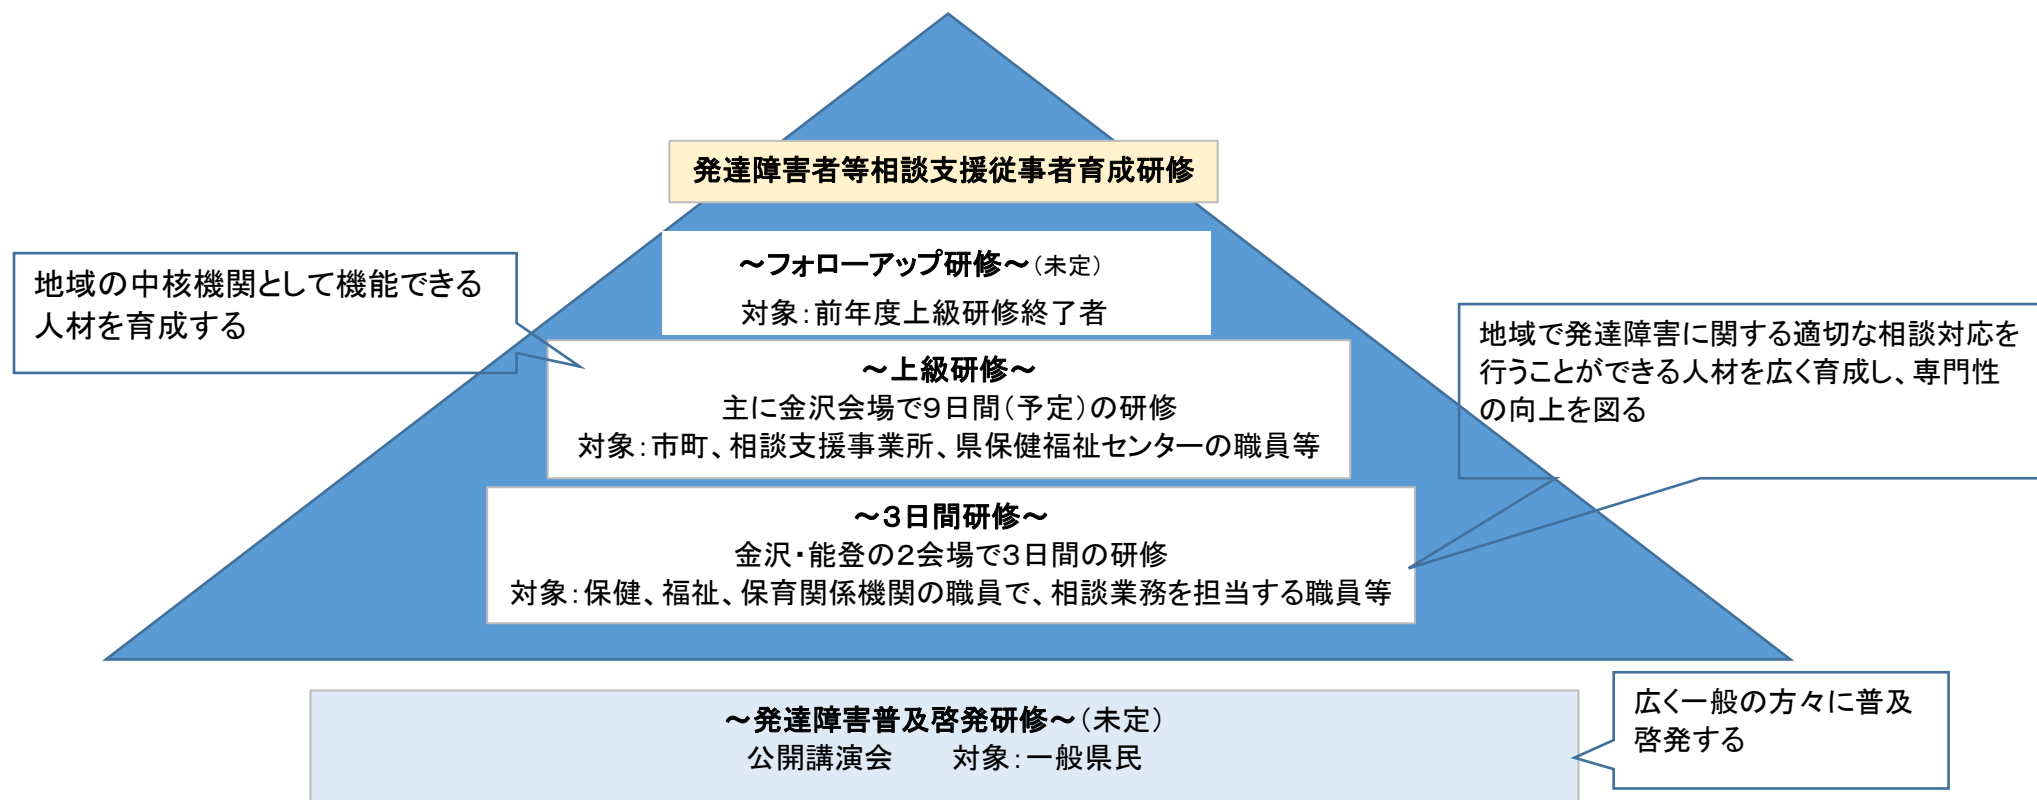 発達障害者等相談支援従事者育成研修
～フォローアップ研修～（未定）
対象：前年度上級研修終了者
地域の中核機関として機能できる
人材を育成する
～上級研修～
主に金沢会場で９日間（予定）の研修
対象：市町、相談支援事業所、県保健福祉センターの職員等
地域で発達障害に関する適切な相談対応を
行うことができる人材を広く育成し、専門性
の向上を図る
～３日間研修～
金沢・能登の２会場で３日間の研修
対象：保健、福祉、保育関係機関の職員で、相談業務を担当する職員等
～発達障害普及啓発研修～（未定）
公開講演会　　対象：一般県民
広く一般の方々に普及
啓発する